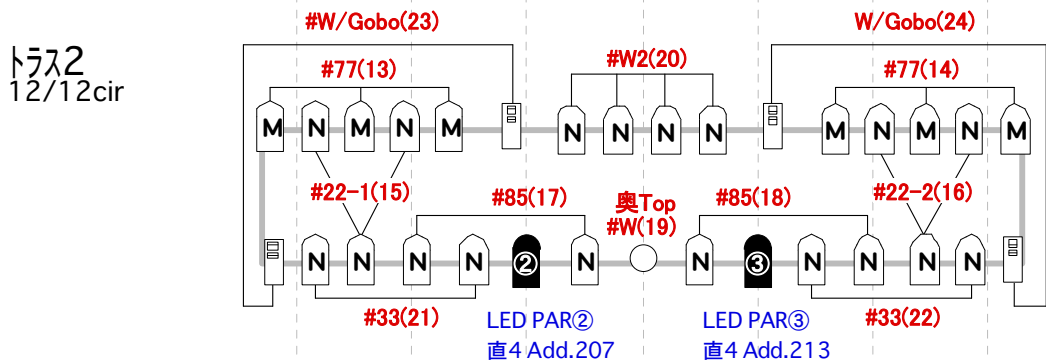 #W/Gobo(23) W/Gobo(24)
ﾄﾗｽ2
12/12cir
#77(13) #W2(20) #77(14)
M N M N M N N N N M N M N M
#22-1(15) #22-2(16)
#85(17) 奥Top #85(18)
#W(19)
N N N N ② N N ③ N N N N
#33(21) #33(22)
LED PAR② LED PAR③
直4 Add.207 直4 Add.213